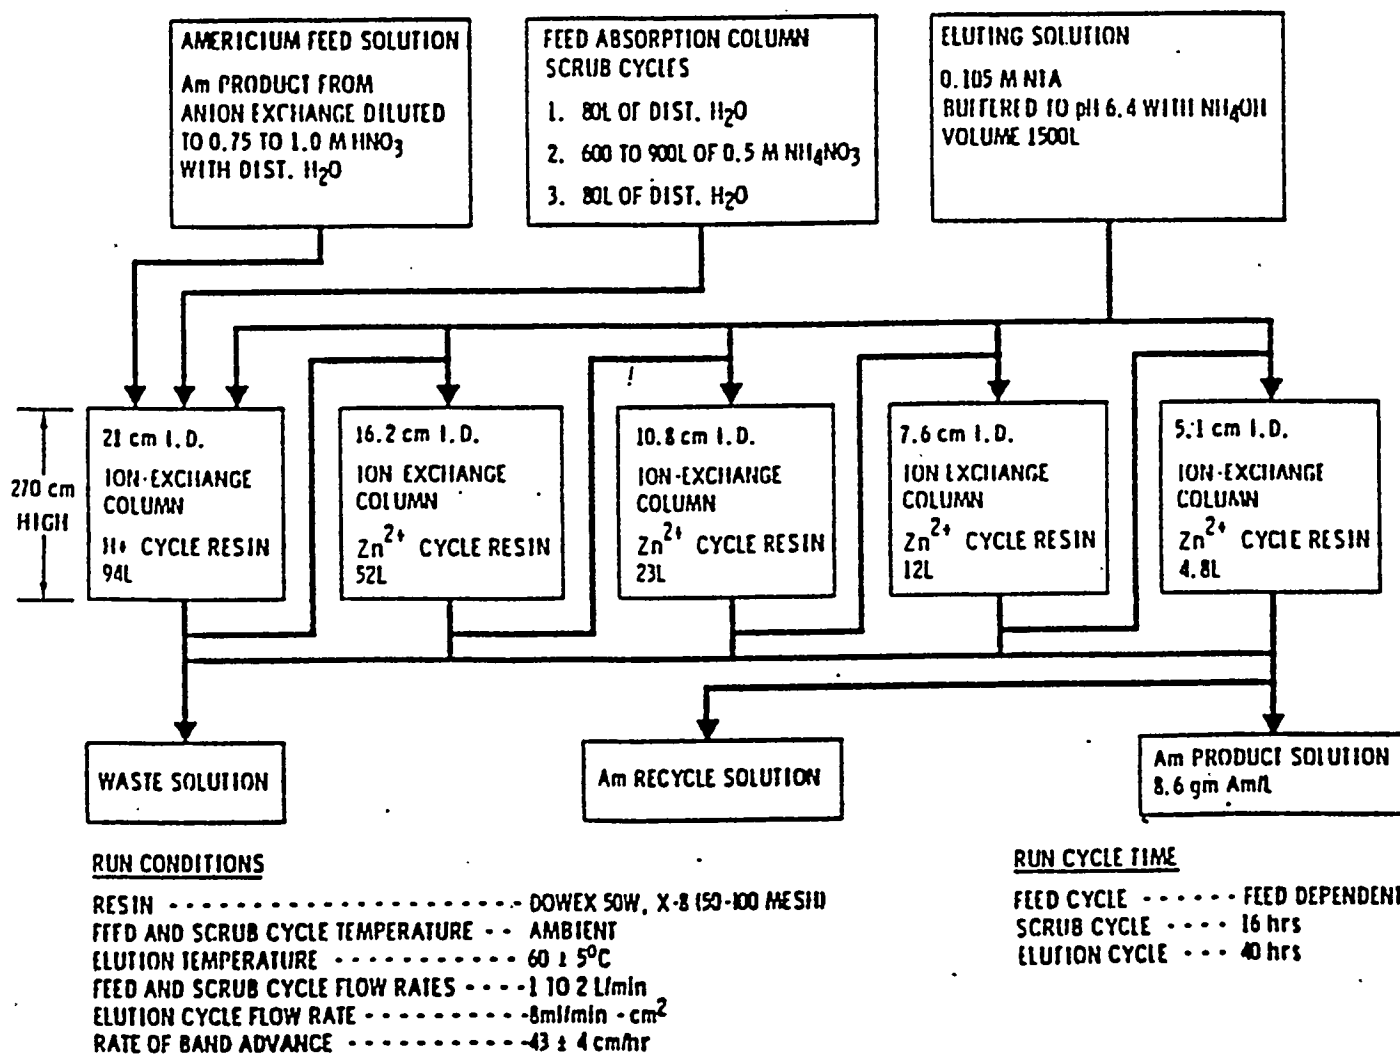 AMERICIUM FEED SOLUTION
Am PRODUCT FROM
ANION EXCHANGE DILUTED
TO 0.75 TO 1.0 M HNO3
WITH DIST. H2O
FEED ABSORPTION COLUMN
SCRUB CYCLES
1. 80L OF DIST. H2O
2. 600 TO 900L OF 0.5 M NH4NO3
3. 80L OF DIST. H2O
ELUTING SOLUTION
0.105 M NTA
BUFFERED TO pH 6.4 WITH NH4OH
VOLUME 1500L
270 cm
HIGH
21 cm I.D.
ION-EXCHANGE
COLUMN
H+ CYCLE RESIN
94L
16.2 cm I.D.
ION EXCHANGE
COLUMN
Zn2+ CYCLE RESIN
52L
10.8 cm I.D.
ION-EXCHANGE
COLUMN
Zn2+ CYCLE RESIN
23L
7.6 cm I.D.
ION EXCHANGE
COLUMN
Zn2+ CYCLE RESIN
12L
5.1 cm I.D.
ION-EXCHANGE
COLUMN
Zn2+ CYCLE RESIN
4.8L
WASTE SOLUTION
Am RECYCLE SOLUTION
Am PRODUCT SOLUTION
8.6 gm Am/L
RUN CONDITIONS
RESIN - - - - - - - - - - - - - - - - - - - - - DOWEX 50W, X-8 (50-100 MESH)
FEED AND SCRUB CYCLE TEMPERATURE - - AMBIENT
ELUTION TEMPERATURE - - - - - - - - - - - 60 ± 5°C
FEED AND SCRUB CYCLE FLOW RATES - - - - 1 TO 2 L/min
ELUTION CYCLE FLOW RATE - - - - - - - - - - 8ml/min - cm2
RATE OF BAND ADVANCE - - - - - - - - - - - 43 ± 4 cm/hr
RUN CYCLE TIME
FEED CYCLE - - - - - - FEED DEPENDENT
SCRUB CYCLE - - - - 16 hrs
ELUTION CYCLE - - - 40 hrs